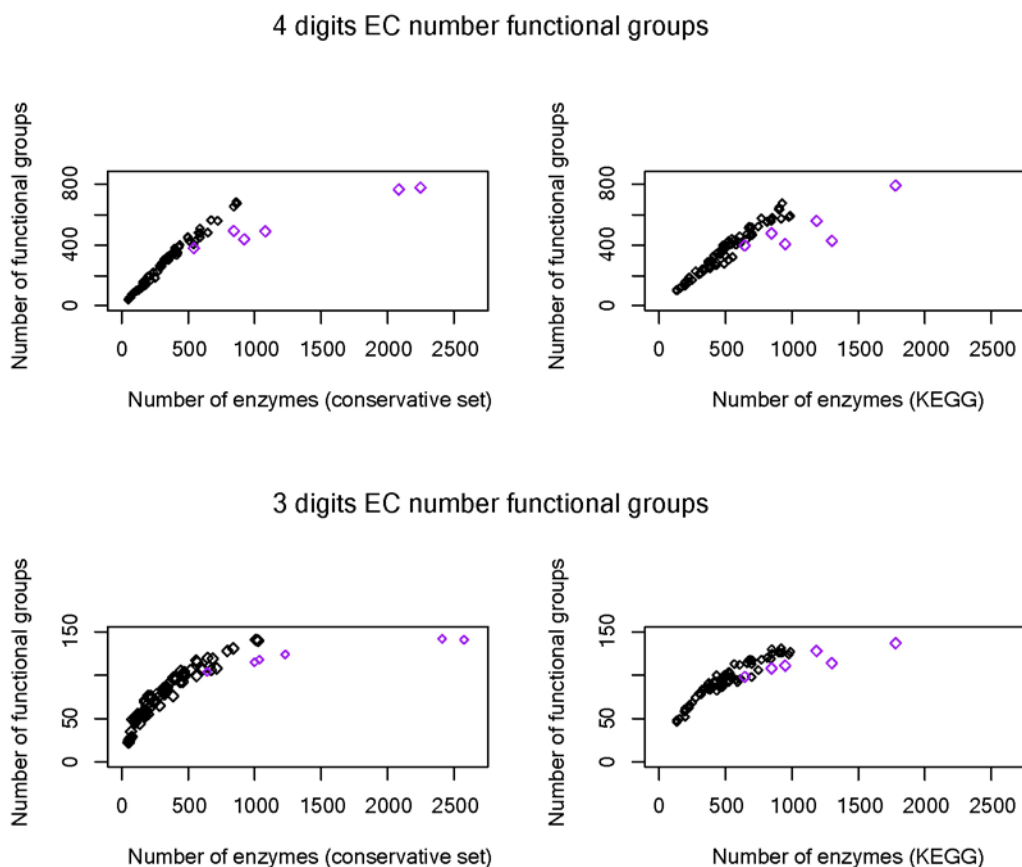 4 digits EC number functional groups
Number of functional groups
0 400 800
0 500 1000 1500 2000 2500
Number of enzymes (conservative set)
Number of functional groups
0 400 800
0 500 1000 1500 2000 2500
Number of enzymes (KEGG)
3 digits EC number functional groups
Number of functional groups
0 50 100 150
0 500 1000 1500 2000 2500
Number of enzymes (conservative set)
Number of functional groups
0 50 100 150
0 500 1000 1500 2000 2500
Number of enzymes (KEGG)